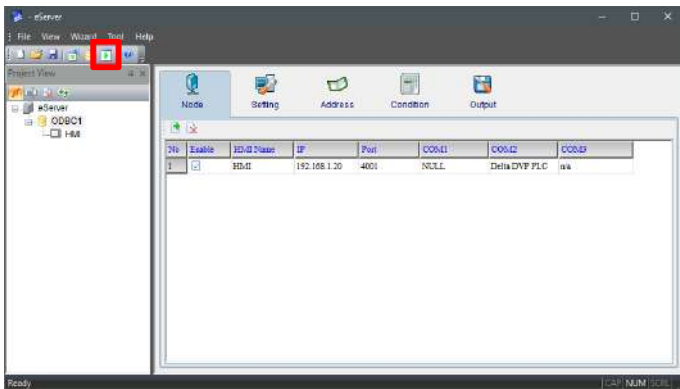 - eServer
File View Wizard Tool Help
Project View
eServer
ODBC1
HMI
Node Setting Address Condition Output
No Enable HMI Name IP Port COM1 COM2 COM3
1 HMI 192.168.1.20 4001 NULL Delta DVP PLC n/a
Ready
CAP NUM SCRL